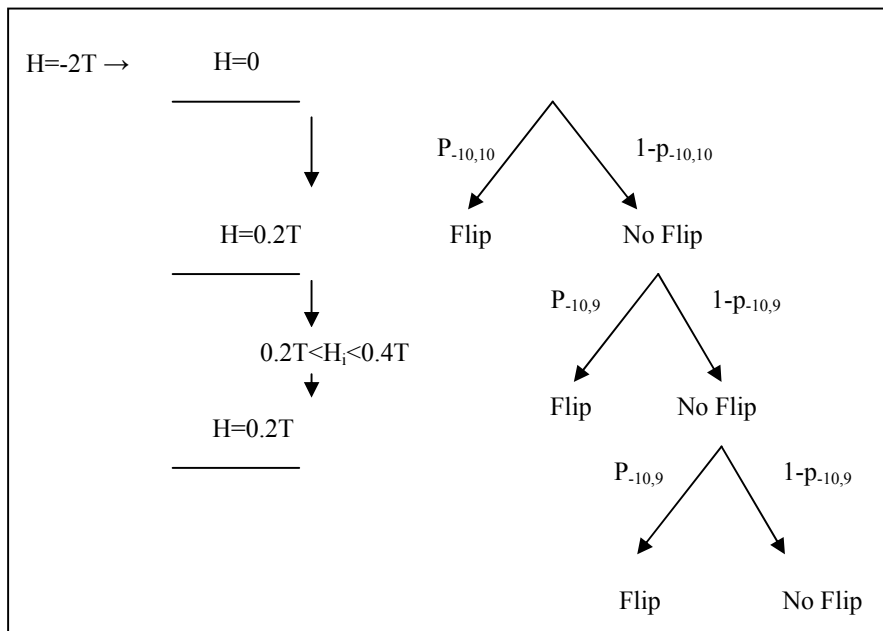 H=-2T → H=0
P-10,10 1-p-10,10
H=0.2T Flip No Flip
P-10,9 1-p-10,9
0.2T<Hi<0.4T
H=0.2T Flip No Flip
P-10,9 1-p-10,9
Flip No Flip